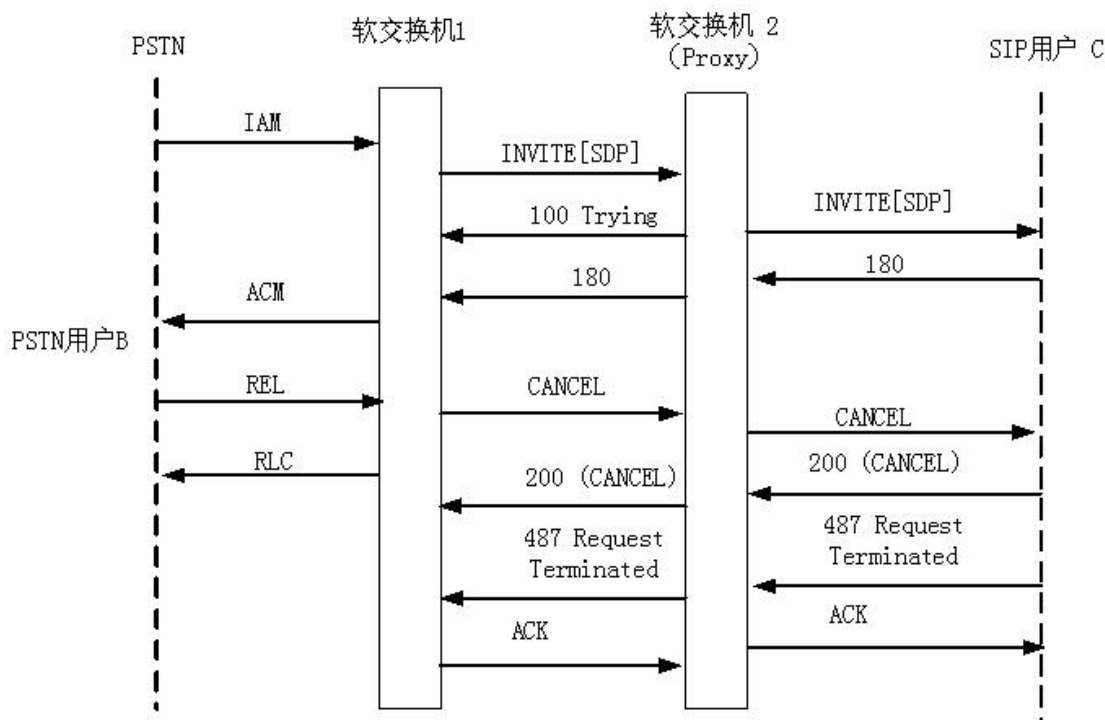 PSTN
软交换机1
软交换机 2
(Proxy)
SIP用户 C
IAM
INVITE[SDP]
INVITE[SDP]
100 Trying
180
180
ACM
PSTN用户B
REL
CANCEL
CANCEL
RLC
200 (CANCEL)
200 (CANCEL)
487 Request
Terminated
487 Request
Terminated
ACK
ACK